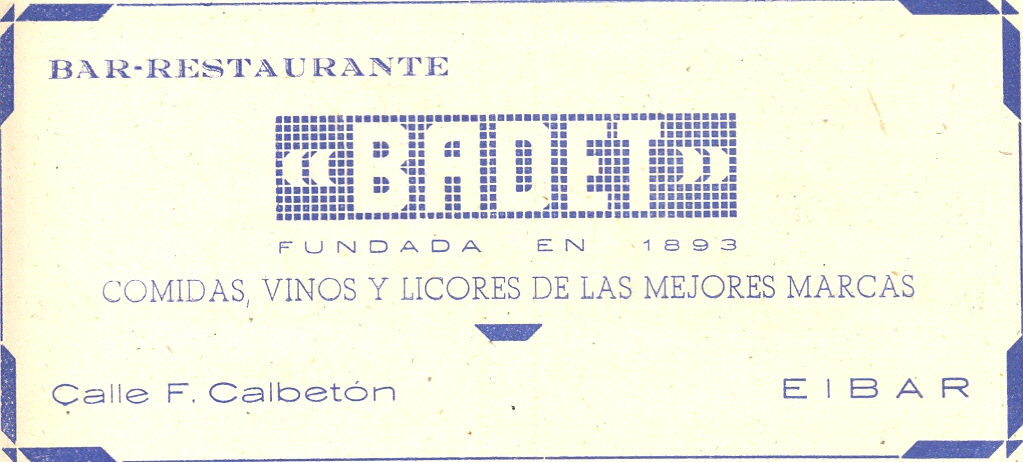 BAR-RESTAURANTE
«BADET»
FUNDADA EN 1893
COMIDAS, VINOS Y LICORES DE LAS MEJORES MARCAS
Calle F. Calbetón
EIBAR